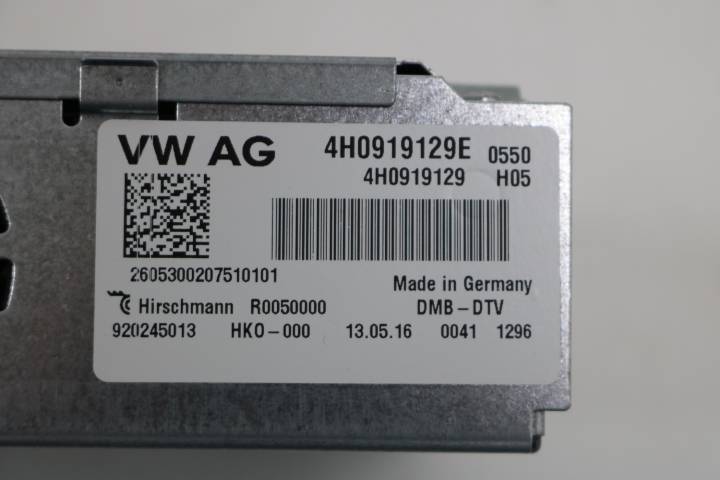 VW AG 4H0919129E 0550
4H0919129 H05
2605300207510101
Made in Germany
Hirschmann R0050000 DMB-DTV
920245013 HKO-000 13.05.16 0041 1296